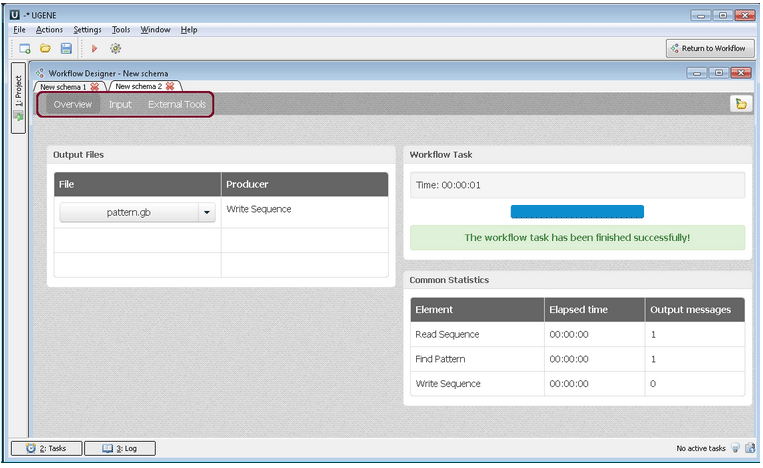 -* UGENE
File Actions Settings Tools Window Help
Return to Workflow
1: Project
Workflow Designer - New schema
New schema 1 New schema 2
Overview Input External Tools
Output Files
File Producer
pattern.gb Write Sequence
Workflow Task
Time: 00:00:01
The workflow task has been finished successfully!
Common Statistics
Element Elapsed time Output messages
Read Sequence 00:00:00 1
Find Pattern 00:00:00 1
Write Sequence 00:00:00 0
2: Tasks 3: Log No active tasks